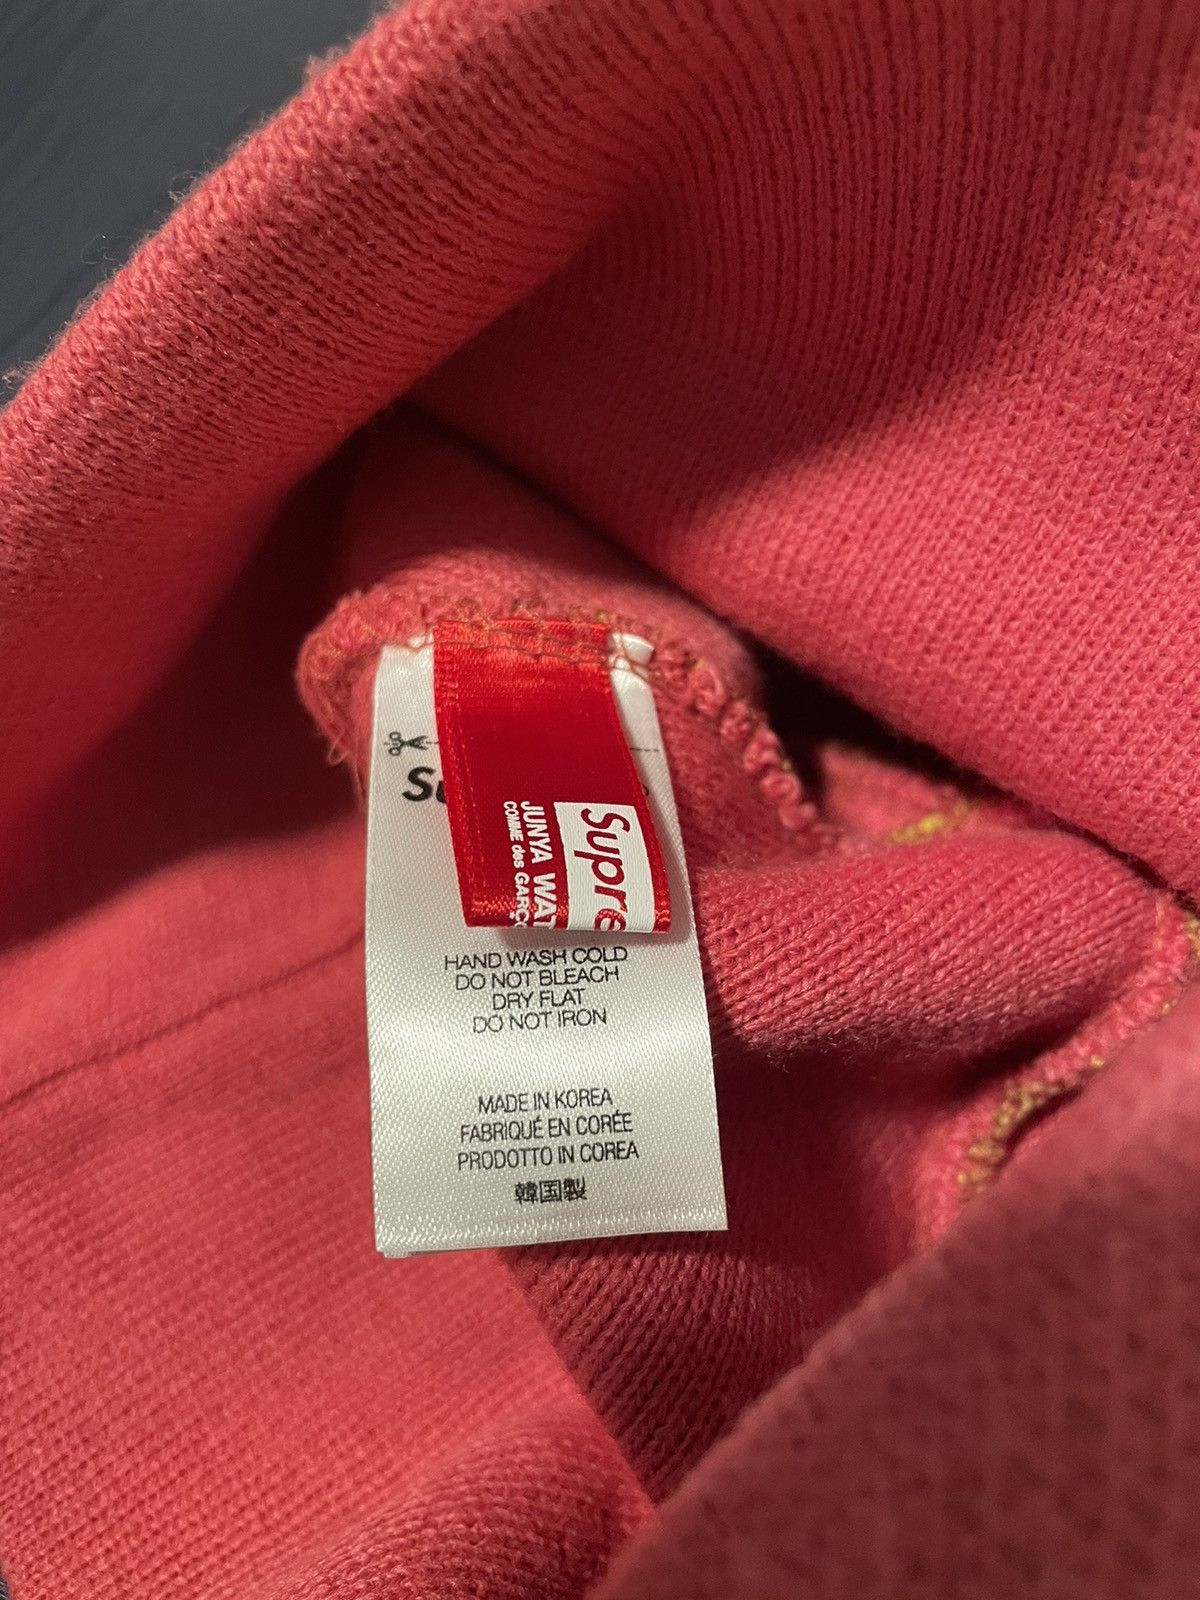 Supre
JUNYA WAT
COMME des GARÇO
Su
HAND WASH COLD
DO NOT BLEACH
DRY FLAT
DO NOT IRON
MADE IN KOREA
FABRIQUÉ EN CORÉE
PRODOTTO IN COREA
韓国製